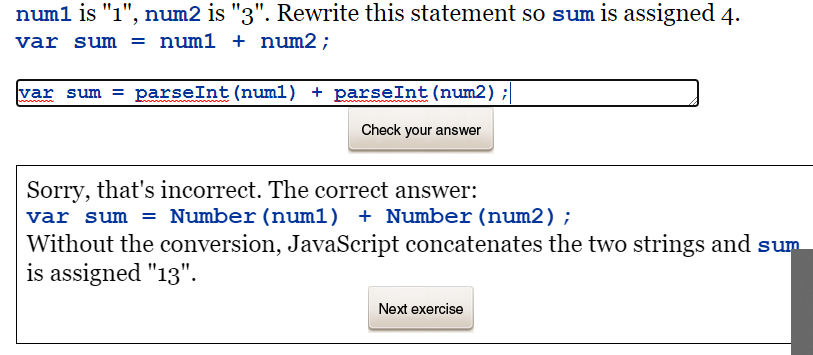 num1 is "1", num2 is "3". Rewrite this statement so sum is assigned 4.
var sum = num1 + num2;
var sum = parseInt(num1) + parseInt(num2);
Check your answer
Sorry, that's incorrect. The correct answer:
var sum = Number(num1) + Number(num2);
Without the conversion, JavaScript concatenates the two strings and sum
is assigned "13".
Next exercise